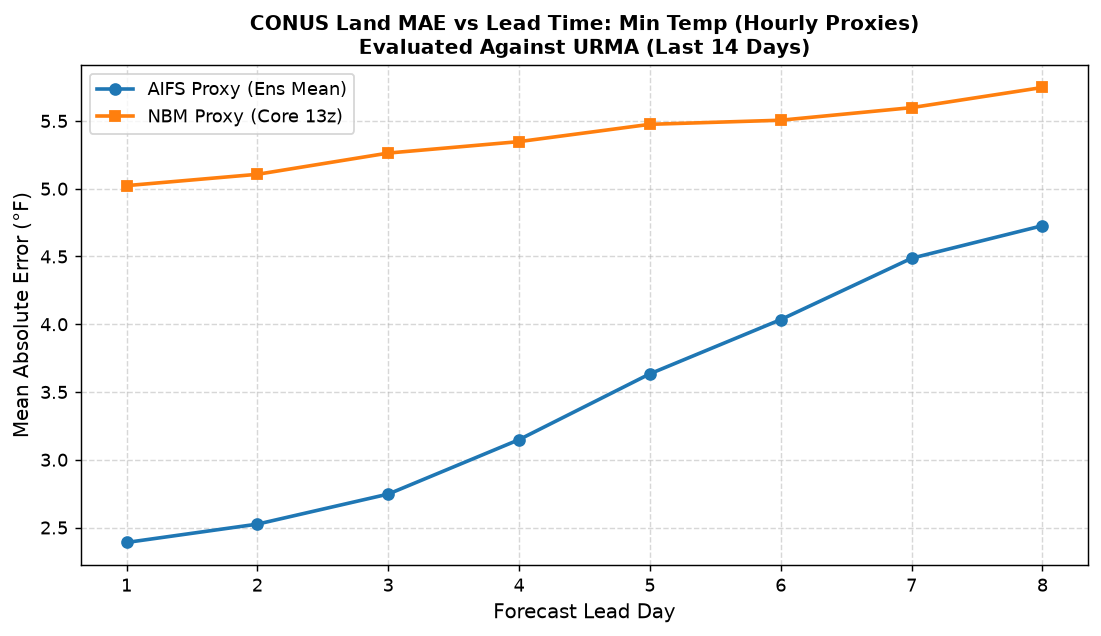 CONUS Land MAE vs Lead Time: Min Temp (Hourly Proxies)
Evaluated Against URMA (Last 14 Days)
AIFS Proxy (Ens Mean)
NBM Proxy (Core 13z)
Mean Absolute Error (°F)
5.5
5.0
4.5
4.0
3.5
3.0
2.5
1 2 3 4 5 6 7 8
Forecast Lead Day